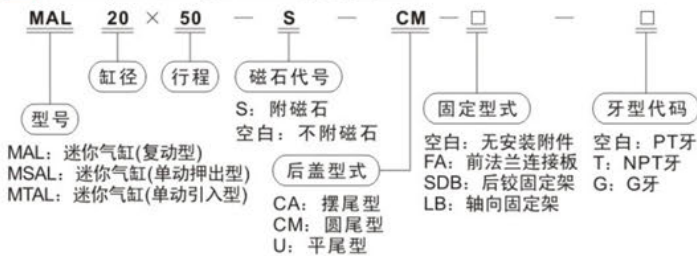 MAL 20 × 50 — S — CM — □ — □
缸径 行程 磁石代号
S：附磁石
空白：不附磁石
型号
MAL：迷你气缸(复动型)
MSAL：迷你气缸(单动押出型)
MTAL：迷你气缸(单动引入型)
后盖型式
CA：摆尾型
CM：圆尾型
U：平尾型
固定型式
空白：无安装附件
FA：前法兰连接板
SDB：后铰固定架
LB：轴向固定架
牙型代码
空白：PT牙
T：NPT牙
G：G牙